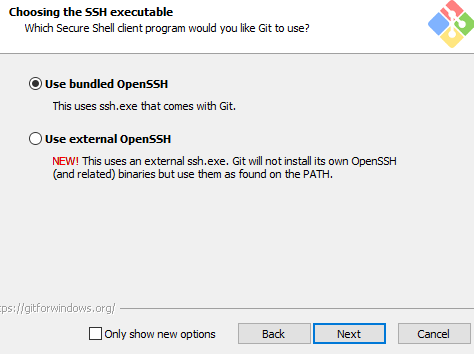 Choosing the SSH executable
Which Secure Shell client program would you like Git to use?
Use bundled OpenSSH
This uses ssh.exe that comes with Git.
Use external OpenSSH
NEW! This uses an external ssh.exe. Git will not install its own OpenSSH
(and related) binaries but use them as found on the PATH.
ps://gitforwindows.org/
Only show new options
Back
Next
Cancel